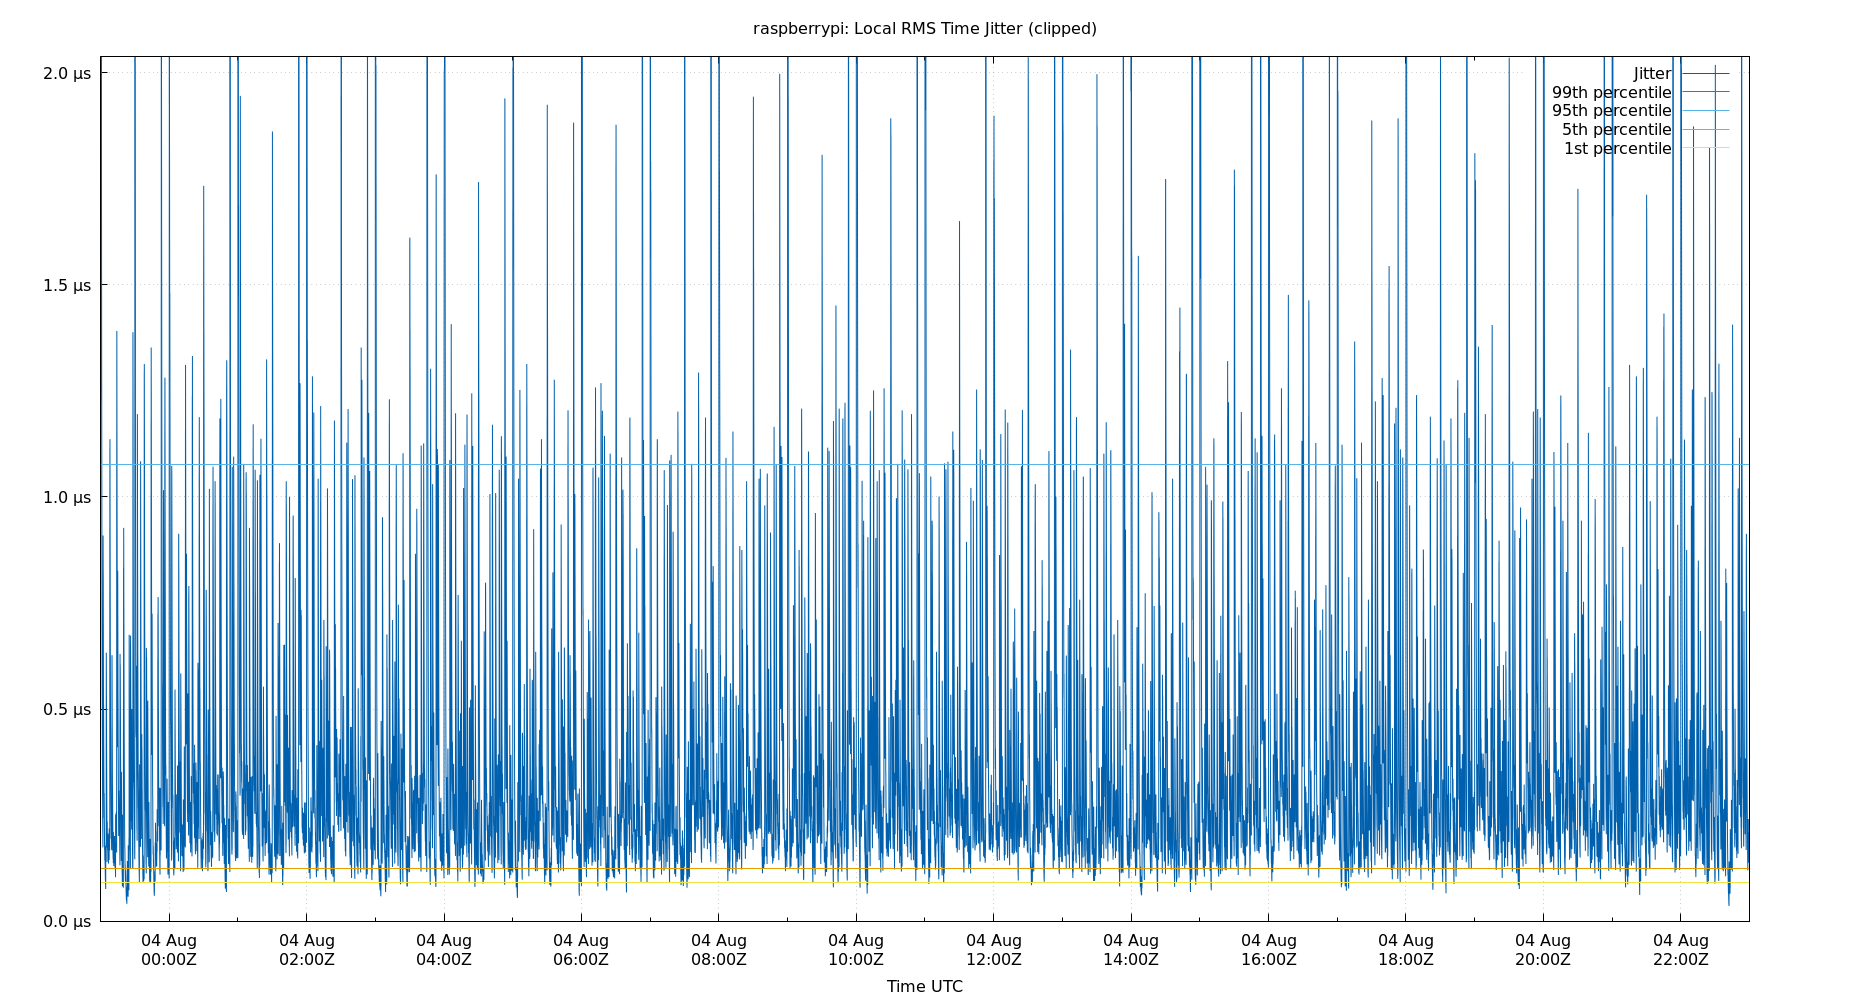 raspberrypi: Local RMS Time Jitter (clipped)
2.0 μs
1.5 μs
1.0 μs
0.5 μs
0.0 μs
Jitter
99th percentile
95th percentile
5th percentile
1st percentile
04 Aug 04 Aug 04 Aug 04 Aug 04 Aug 04 Aug 04 Aug 04 Aug 04 Aug 04 Aug 04 Aug 04 Aug
00:00Z 02:00Z 04:00Z 06:00Z 08:00Z 10:00Z 12:00Z 14:00Z 16:00Z 18:00Z 20:00Z 22:00Z
Time UTC